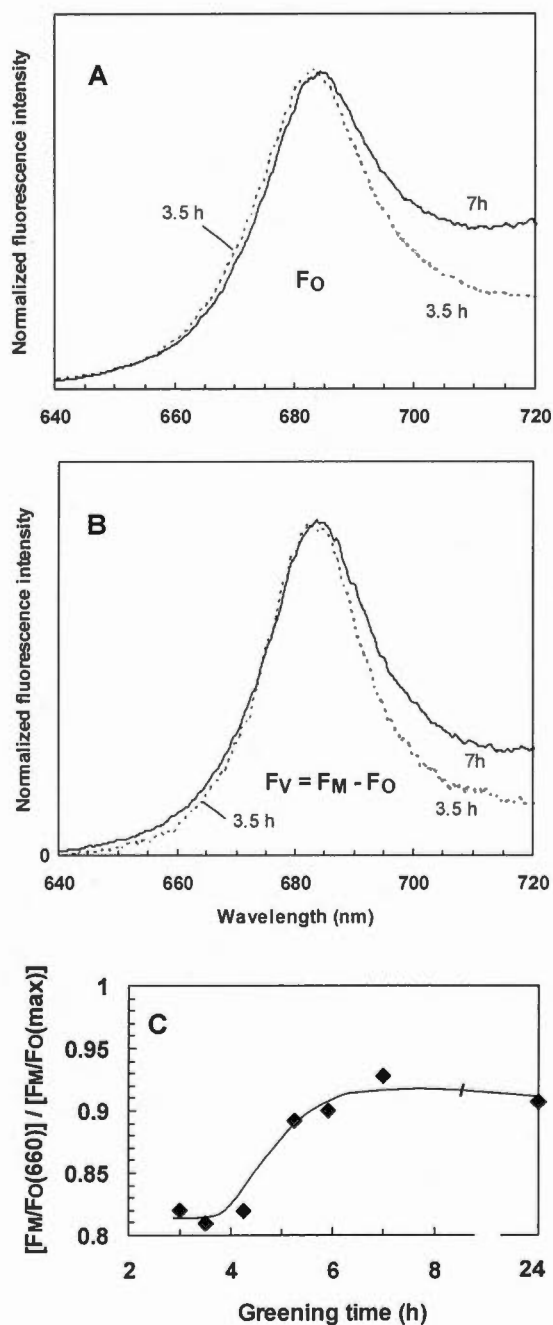 A
Normalized fluorescence intensity
3.5 h
7h
FO
3.5 h
640 660 680 700 720
B
Normalized fluorescence intensity
7h
FV = FM - FO
3.5 h
3.5 h
0
640 660 680 700 720
Wavelength (nm)
C
[FM/FO(660)] / [FM/FO(max)]
1
0.95
0.9
0.85
0.8
2 4 6 8 24
Greening time (h)